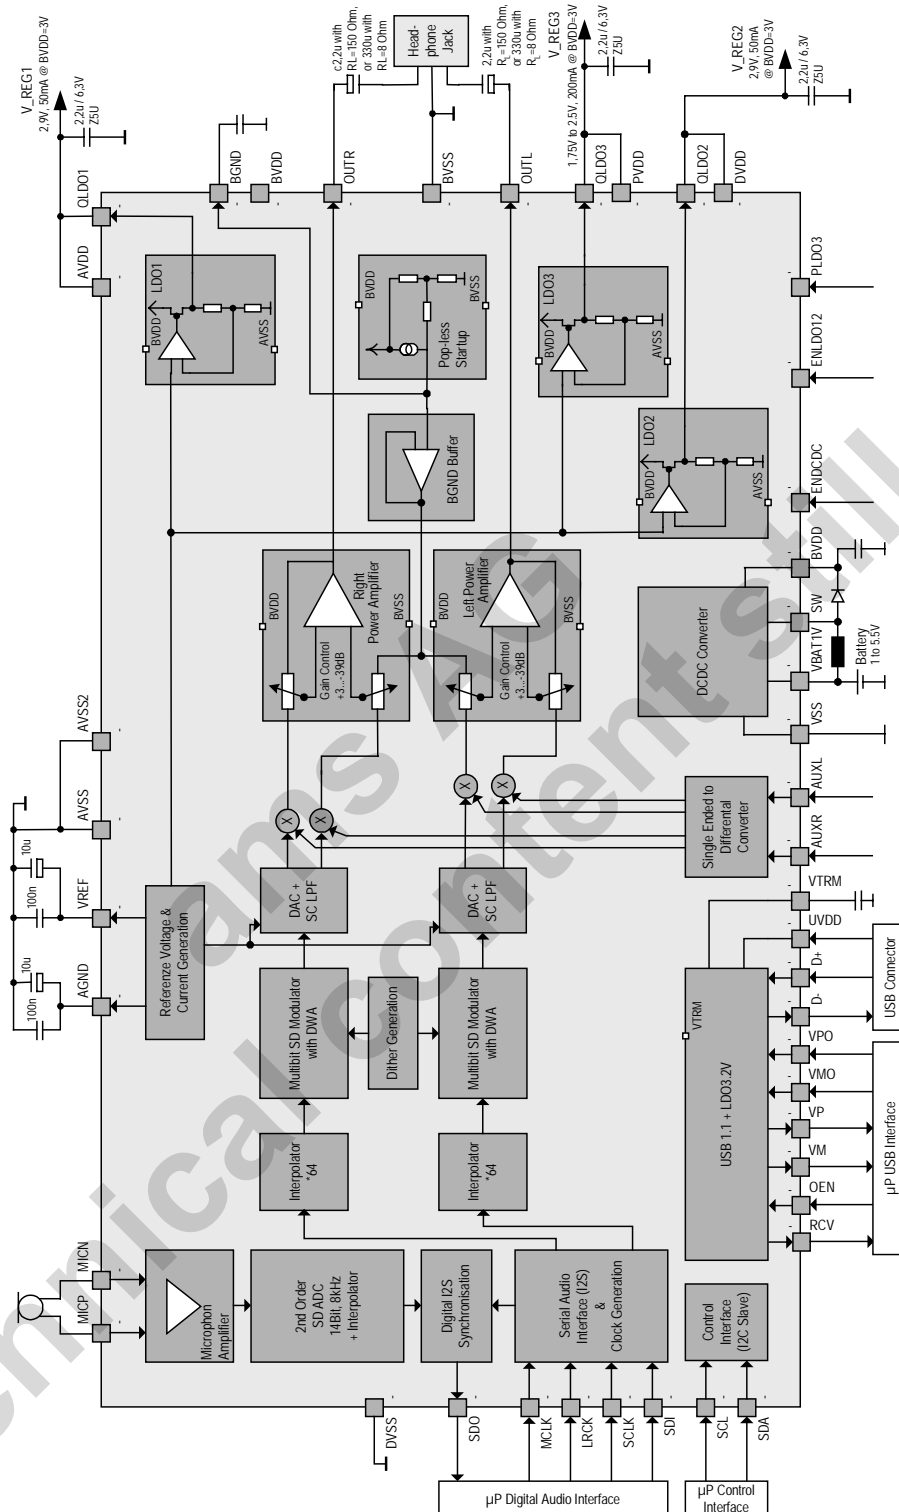 V_REG1
2,9V, 50mA @ BVDD=3V
2,2u / 6,3V
Z5U
c2,2u with
RL=150 Ohm,
or 330u with
RL=8 Ohm
Head-
phone
Jack
2,2u with
RL=150 Ohm,
or 330u with
RL=8 Ohm
V_REG3
1,75V to 2.5V, 200mA @ BVDD=3V
2,2u / 6,3V
Z5U
V_REG2
2,9V, 50mA
@ BVDD=3V
2,2u / 6,3V
Z5U
QLDO1
AVDD
BGND
BVDD
OUTR
BVSS
OUTL
QLDO3
PVDD
QLDO2
DVDD
LDO1
BVDD
AVSS
BVDD
BVSS
Pop-less
Startup
LDO3
BVDD
AVSS
LDO2
BVDD
AVSS
BGND Buffer
PLDO3
ENLDO12
ENDCDC
BVDD
SW
VBAT1V
VSS
Battery
1 to 5.5V
DCDC Converter
BVDD
Right
Power Amplifier
BVSS
Gain Control
+3...-39dB
BVDD
Left Power
Amplifier
BVSS
Gain Control
+3...-39dB
X
X
X
X
AVSS2
AVSS
VREF
AGND
10u
100n
10u
100n
Referenze Voltage &
Current Generation
DAC +
SC LPF
DAC +
SC LPF
Single Ended to
Differential
Converter
AUXL
AUXR
VTRM
UVDD
D+
D-
VPO
VMO
VP
VM
OEN
RCV
USB Connector
µP USB Interface
VTRM
USB 1.1 + LDO3.2V
Multibit SD Modulator
with DWA
Dither Generation
Multibit SD Modulator
with DWA
Interpolator
*64
Interpolator
*64
MICN
MICP
Microphon
Amplifier
2nd Order
SD ADC
14Bit, 8kHz
+ Interpolator
Digital I2S
Synchronisation
Serial Audio
Interface (I2S)
&
Clock Generation
Control
Interface
(I2C Slave)
DVSS
SDO
MCLK
LRCK
SCLK
SDI
SCL
SDA
µP Digital Audio Interface
µP Control
Interface
ams AG
content still